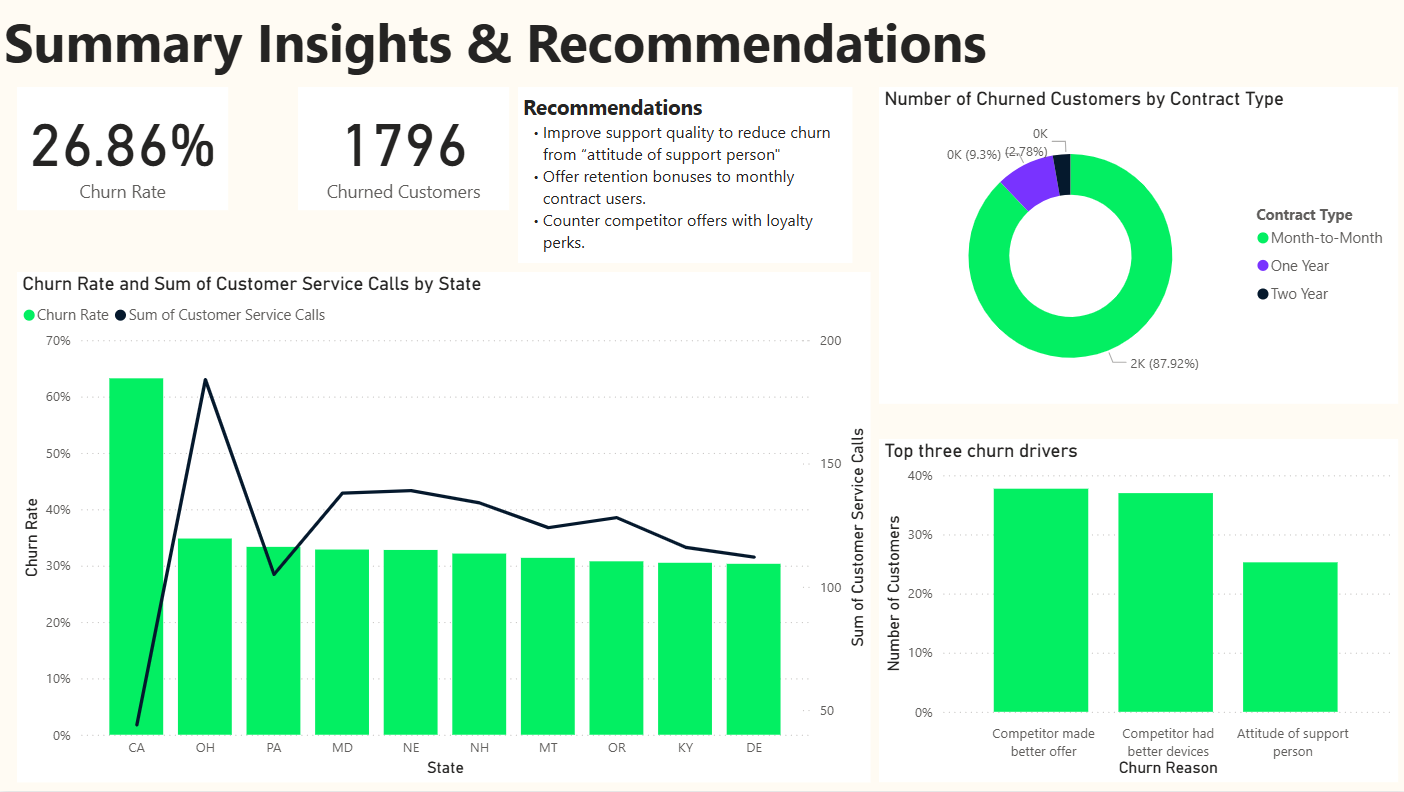 Summary Insights & Recommendations
26.86%
Churn Rate
1796
Churned Customers
Recommendations
• Improve support quality to reduce churn
from “attitude of support person"
• Offer retention bonuses to monthly
contract users.
• Counter competitor offers with loyalty
perks.
Number of Churned Customers by Contract Type
0K
(2.78%)
0K (9.3%)
2K (87.92%)
Contract Type
Month-to-Month
One Year
Two Year
Churn Rate and Sum of Customer Service Calls by State
Churn Rate Sum of Customer Service Calls
70%
60%
50%
40%
30%
20%
10%
0%
Churn Rate
200
150
100
50
Sum of Customer Service Calls
CA OH PA MD NE NH MT OR KY DE
State
Top three churn drivers
40%
30%
20%
10%
0%
Number of Customers
Competitor made
better offer
Competitor had
better devices
Attitude of support
person
Churn Reason